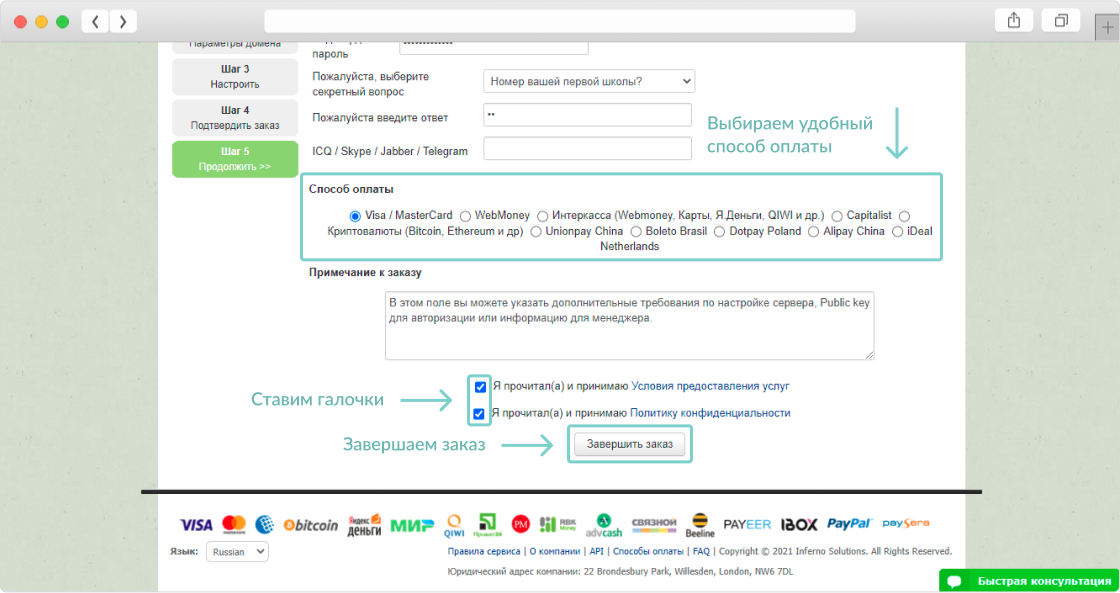 Параметры домена
пароль
Шаг 3
Настроить
Пожалуйста, выберите
секретный вопрос
Номер вашей первой школы?
Шаг 4
Подтвердить заказ
Пожалуйста введите ответ
Выбираем удобный
способ оплаты
Шаг 5
Продолжить >>
ICQ / Skype / Jabber / Telegram
Способ оплаты
Visa / MasterCard WebMoney Интеркасса (Webmoney, Карты, Я.Деньги, QIWI и др.) Capitalist
Криптовалюты (Bitcoin, Ethereum и др) Unionpay China Boleto Brasil Dotpay Poland Alipay China iDeal
Netherlands
Примечание к заказу
В этом поле вы можете указать дополнительные требования по настройке сервера, Public key
для авторизации или информацию для менеджера.
Я прочитал(а) и принимаю Условия предоставления услуг
Ставим галочки
Я прочитал(а) и принимаю Политику конфиденциальности
Завершаем заказ
Завершить заказ
VISA bitcoin Яндекс деньги МИР QIWI Приват24 PM RBK Money advcash СВЯЗНОЙ Beeline PAYEER IBOX PayPal paysera
Язык: Russian
Правила сервиса | О компании | API | Способы оплаты | FAQ | Copyright © 2021 Inferno Solutions. All Rights Reserved.
Юридический адрес компании: 22 Brondesbury Park, Willesden, London, NW6 7DL
Быстрая консультация